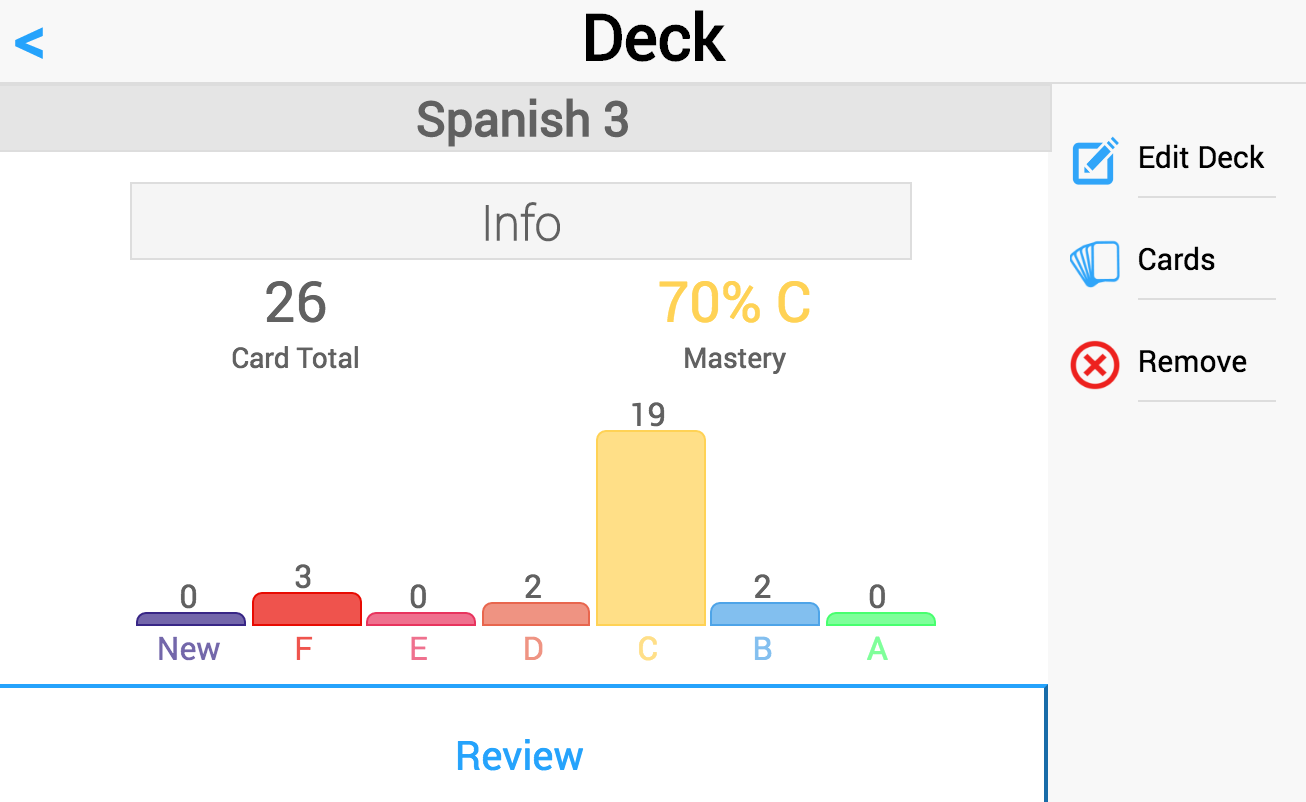 <
Deck
Spanish 3
Info
26
Card Total
70% C
Mastery
0
3
0
2
19
2
0
New
F
E
D
C
B
A
Review
Edit Deck
Cards
Remove